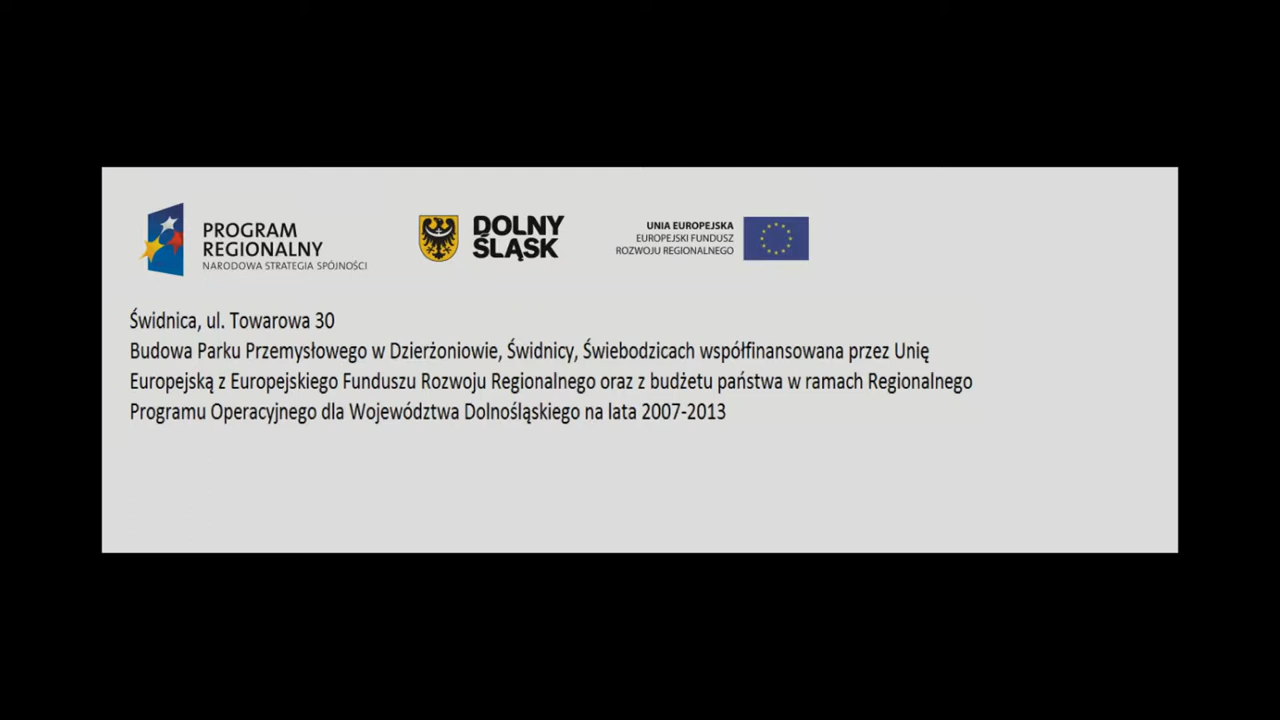 PROGRAM
REGIONALNY
NARODOWA STRATEGIA SPÓJNOŚCI
DOLNY
ŚLĄSK
UNIA EUROPEJSKA
EUROPEJSKI FUNDUSZ
ROZWOJU REGIONALNEGO
Świdnica, ul. Towarowa 30
Budowa Parku Przemysłowego w Dzierżoniowie, Świdnicy, Świebodzicach współfinansowana przez Unię
Europejską z Europejskiego Funduszu Rozwoju Regionalnego oraz z budżetu państwa w ramach Regionalnego
Programu Operacyjnego dla Województwa Dolnośląskiego na lata 2007-2013